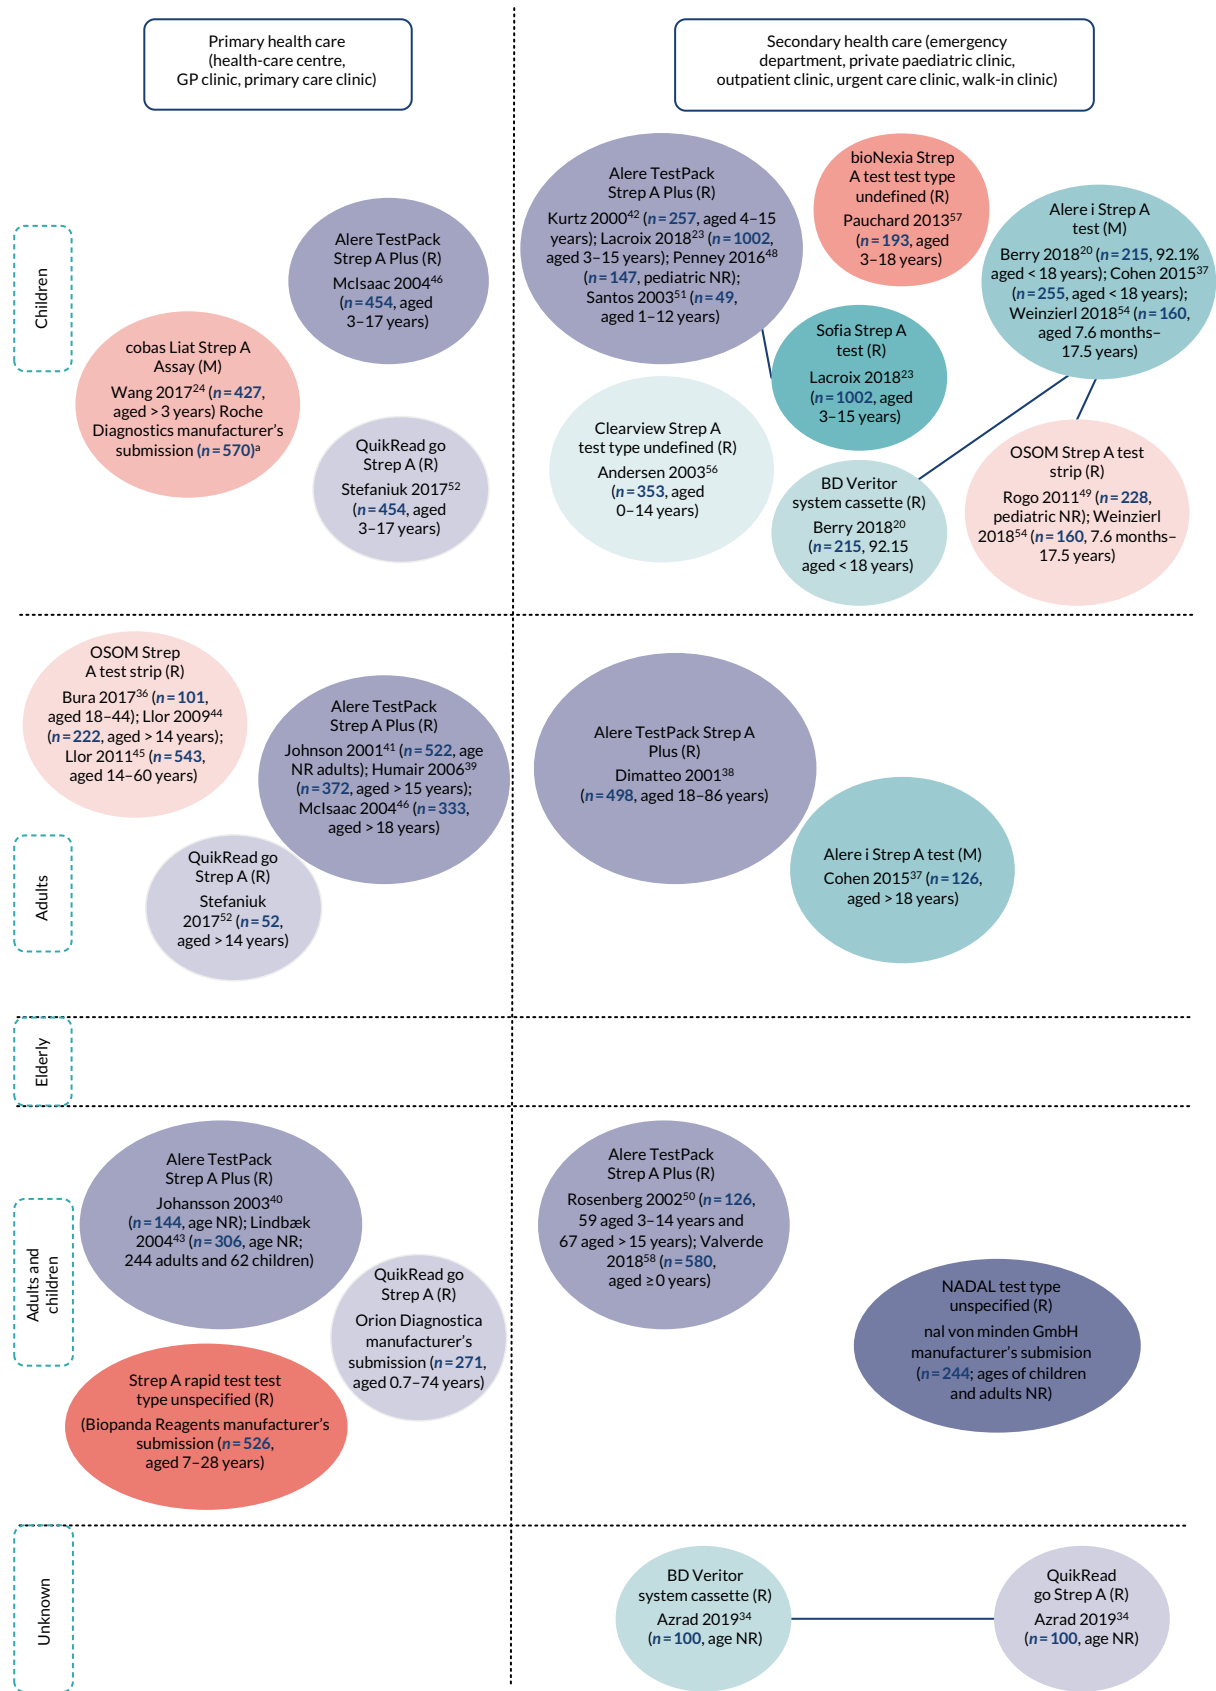 Primary health care
(health-care centre,
GP clinic, primary care clinic)
Secondary health care (emergency
department, private paediatric clinic,
outpatient clinic, urgent care clinic, walk-in clinic)
Children
Alere TestPack
Strep A Plus (R)
McIsaac 2004⁴⁶
(n=454, aged
3–17 years)
cobas Liat Strep A
Assay (M)
Wang 2017²⁴ (n=427,
aged >3 years) Roche
Diagnostics manufacturer’s
submission (n=570)ᵃ
QuikRead go
Strep A (R)
Stefaniuk 2017⁵²
(n=454, aged
3–17 years)
Alere TestPack
Strep A Plus (R)
Kurtz 2000⁴² (n=257, aged 4–15
years); Lacroix 2018²³ (n=1002,
aged 3–15 years); Penney 2016⁴⁸
(n=147, pediatric NR);
Santos 2003⁵¹ (n=49,
aged 1–12 years)
bioNexia Strep
A test test type
undefined (R)
Pauchard 2013⁵⁷
(n=193, aged
3–18 years)
Alere i Strep A
test (M)
Berry 2018²⁰ (n=215, 92.1%
aged <18 years); Cohen 2015³⁷
(n=255, aged <18 years);
Weinzierl 2018⁵⁴ (n=160,
aged 7.6 months–
17.5 years)
Sofia Strep A
test (R)
Lacroix 2018²³
(n=1002, aged
3–15 years)
Clearview Strep A
test type undefined (R)
Andersen 2003⁵⁶
(n=353, aged
0–14 years)
BD Veritor
system cassette (R)
Berry 2018²⁰
(n=215, 92.15
aged <18 years)
OSOM Strep A test
strip (R)
Rogo 2011⁴⁹ (n=228,
pediatric NR); Weinzierl
2018⁵⁴ (n=160, 7.6 months–
17.5 years)
Adults
OSOM Strep
A test strip (R)
Bura 2017³⁶ (n=101,
aged 18–44); Llor 2009⁴⁴
(n=222, aged >14 years);
Llor 2011⁴⁵ (n=543,
aged 14–60 years)
Alere TestPack
Strep A Plus (R)
Johnson 2001⁴¹ (n=522, age
NR adults); Humair 2006³⁹
(n=372, aged >15 years);
McIsaac 2004⁴⁶ (n=333,
aged >18 years)
QuikRead go
Strep A (R)
Stefaniuk
2017⁵² (n=52,
aged >14 years)
Alere TestPack Strep A
Plus (R)
Dimatteo 2001³⁸
(n=498, aged 18–86 years)
Alere i Strep A test (M)
Cohen 2015³⁷ (n=126,
aged >18 years)
Elderly
Adults and
children
Alere TestPack
Strep A Plus (R)
Johansson 2003⁴⁰
(n=144, age NR); Lindbæk
2004⁴³ (n=306, age NR;
244 adults and 62 children)
QuikRead go
Strep A (R)
Orion Diagnostica
manufacturer’s
submission (n=271,
aged 0.7–74 years)
Strep A rapid test test
type unspecified (R)
(Biopanda Reagents manufacturer’s
submission (n=526,
aged 7–28 years)
Alere TestPack
Strep A Plus (R)
Rosenberg 2002⁵⁰ (n=126,
59 aged 3–14 years and
67 aged >15 years); Valverde
2018⁵⁸ (n=580,
aged ≥0 years)
NADAL test type
unspecified (R)
nal von minden GmbH
manufacturer’s submision
(n=244; ages of children
and adults NR)
Unknown
BD Veritor
system cassette (R)
Azrad 2019³⁴
(n=100, age NR)
QuikRead
go Strep A (R)
Azrad 2019³⁴
(n=100, age NR)